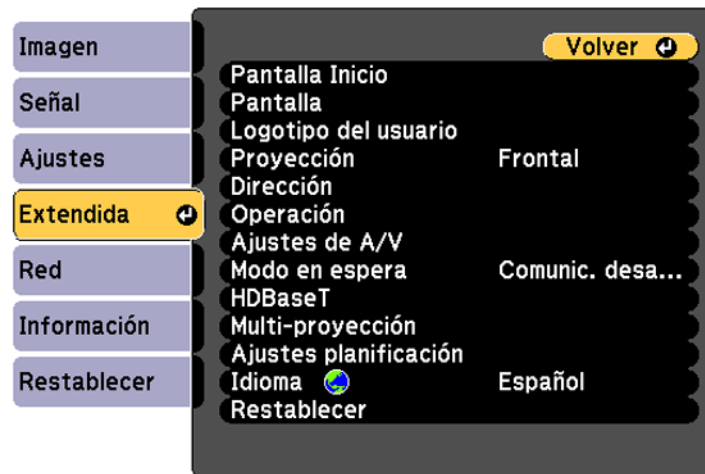 Imagen
Señal
Ajustes
Extendida
Red
Información
Restablecer
Volver
Pantalla Inicio
Pantalla
Logotipo del usuario
Proyección Frontal
Dirección
Operación
Ajustes de A/V
Modo en espera Comunic. desa...
HDBaseT
Multi-proyección
Ajustes planificación
Idioma Español
Restablecer